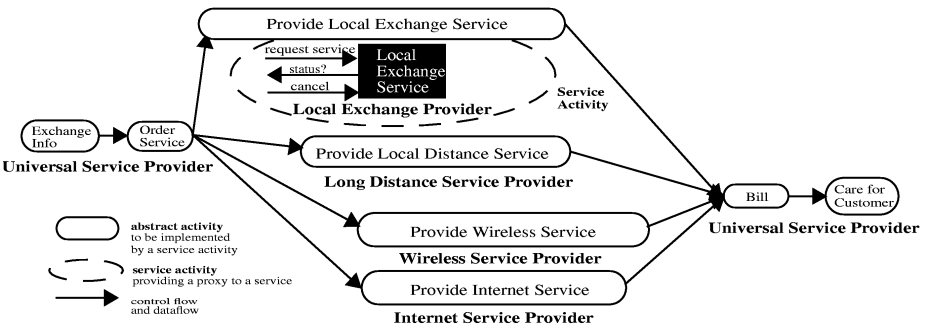 Provide Local Exchange Service
request service
status?
cancel
Local
Exchange
Service
Local Exchange Provider
Service
Activity
Exchange
Info
Order
Service
Universal Service Provider
Provide Local Distance Service
Long Distance Service Provider
Bill
Care for
Customer
Universal Service Provider
Provide Wireless Service
Wireless Service Provider
Provide Internet Service
Internet Service Provider
abstract activity
to be implemented
by a service activity
service activity
providing a proxy to a service
control flow
and dataflow